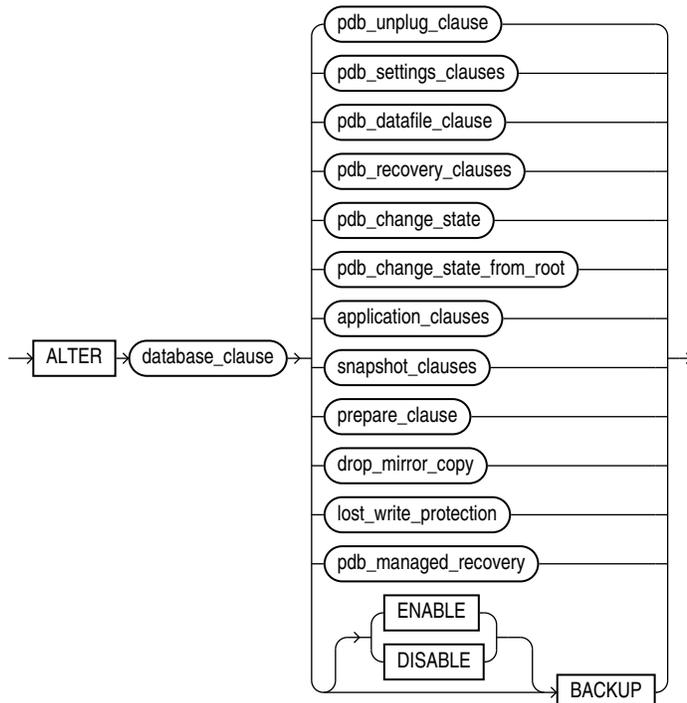 pdb_unplug_clause
pdb_settings_clauses
pdb_datafile_clause
pdb_recovery_clauses
pdb_change_state
pdb_change_state_from_root
application_clauses
ALTER database_clause
snapshot_clauses
prepare_clause
drop_mirror_copy
lost_write_protection
pdb_managed_recovery
ENABLE
DISABLE
BACKUP